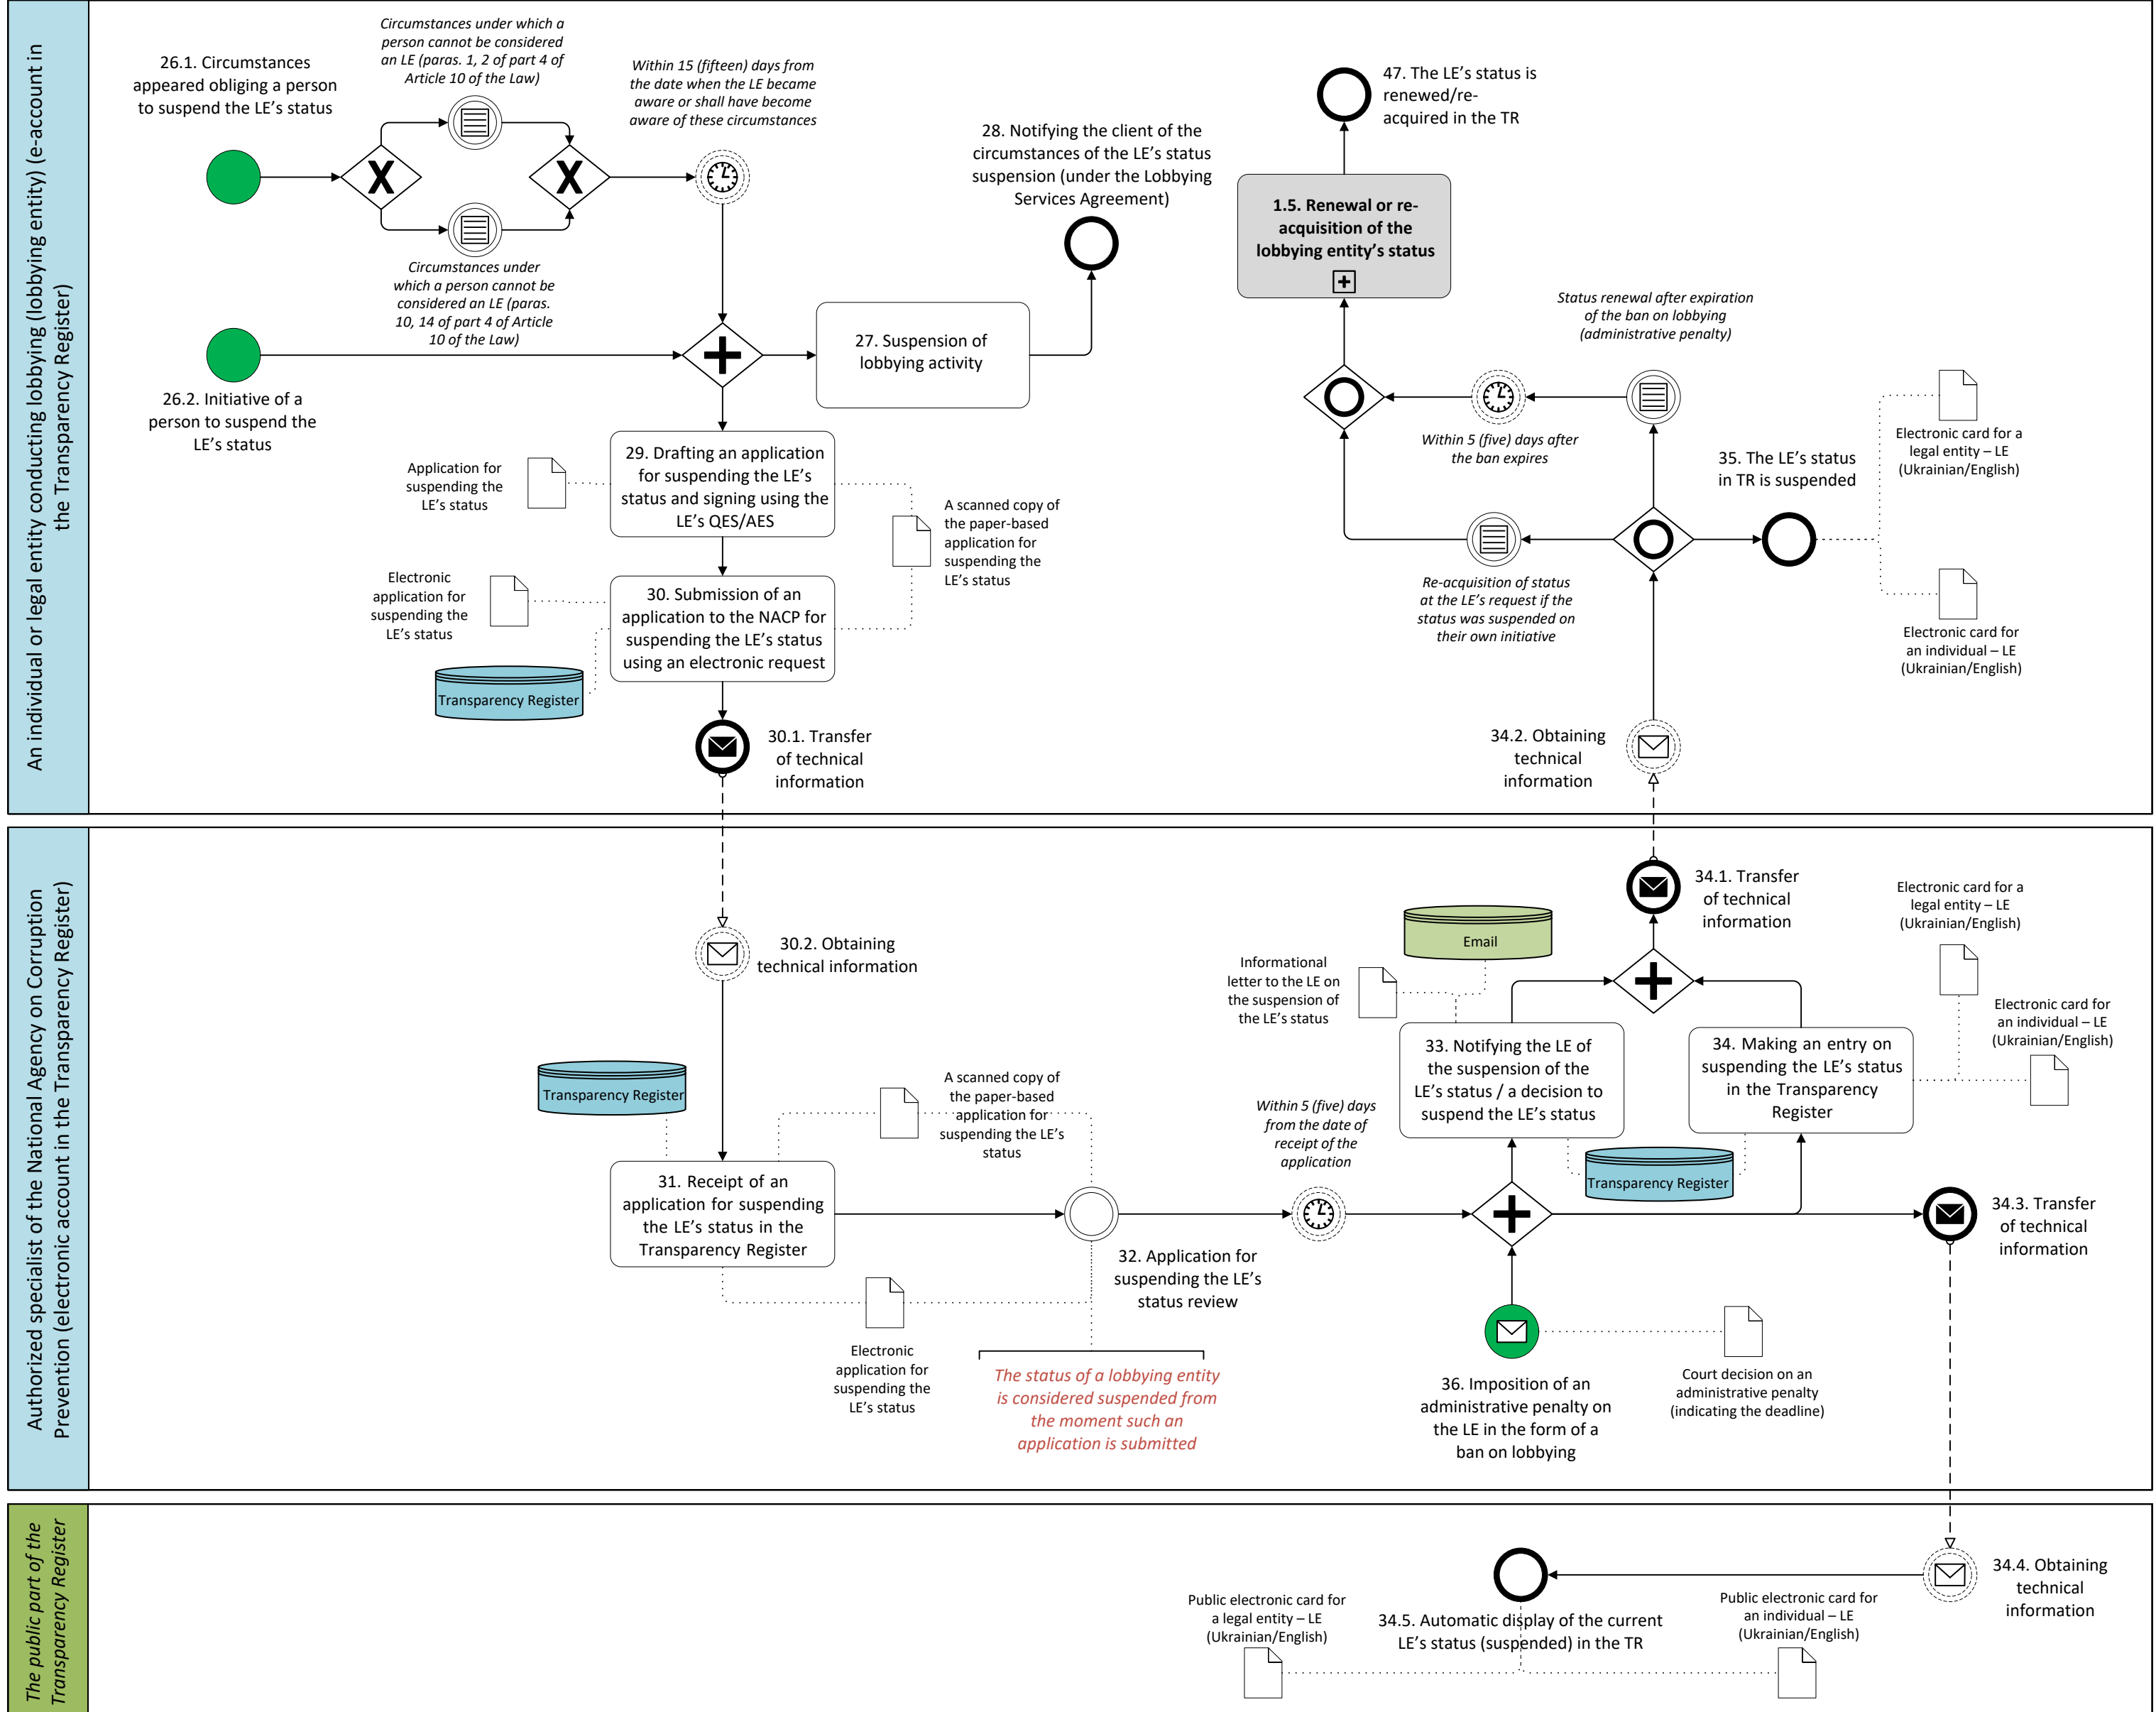 An individual or legal entity conducting lobbying (lobbying entity) (e-account in
the Transparency Register)
26.1. Circumstances
appeared obliging a person
to suspend the LE's status
Circumstances under which a
person cannot be considered
an LE (paras. 1, 2 of part 4 of
Article 10 of the Law)
Within 15 (fifteen) days from
the date when the LE became
aware or shall have become
aware of these circumstances
X
X
Circumstances under
which a person cannot be
considered an LE (paras.
10, 14 of part 4 of Article
10 of the Law)
26.2. Initiative of a
person to suspend the
LE's status
27. Suspension of
lobbying activity
28. Notifying the client of the
circumstances of the LE's status
suspension (under the Lobbying
Services Agreement)
29. Drafting an application
for suspending the LE's
status and signing using the
LE's QES/AES
Application for
suspending the
LE's status
A scanned copy of
the paper-based
application for
suspending the
LE's status
30. Submission of an
application to the NACP for
suspending the LE's status
using an electronic request
Electronic
application for
suspending the
LE's status
Transparency Register
30.1. Transfer
of technical
information
47. The LE's status is
renewed/re-
acquired in the TR
1.5. Renewal or re-
acquisition of the
lobbying entity's status
Status renewal after expiration
of the ban on lobbying
(administrative penalty)
Within 5 (five) days after
the ban expires
35. The LE's status
in TR is suspended
Electronic card for a
legal entity – LE
(Ukrainian/English)
Re-acquisition of status
at the LE's request if the
status was suspended on
their own initiative
Electronic card for
an individual – LE
(Ukrainian/English)
34.2. Obtaining
technical
information
Authorized specialist of the National Agency on Corruption
Prevention (electronic account in the Transparency Register)
30.2. Obtaining
technical information
Transparency Register
31. Receipt of an
application for suspending
the LE's status in the
Transparency Register
A scanned copy of
the paper-based
application for
suspending the LE's
status
Electronic
application for
suspending the
LE's status
32. Application for
suspending the LE's
status review
The status of a lobbying entity
is considered suspended from
the moment such an
application is submitted
Within 5 (five) days
from the date of
receipt of the
application
Email
Informational
letter to the LE on
the suspension of
the LE's status
33. Notifying the LE of
the suspension of the
LE's status / a decision to
suspend the LE's status
34. Making an entry on
suspending the LE's status
in the Transparency
Register
Transparency Register
34.1. Transfer
of technical
information
Electronic card for a
legal entity – LE
(Ukrainian/English)
Electronic card for
an individual – LE
(Ukrainian/English)
34.3. Transfer
of technical
information
36. Imposition of an
administrative penalty on
the LE in the form of a
ban on lobbying
Court decision on an
administrative penalty
(indicating the deadline)
The public part of the
Transparency Register
34.4. Obtaining
technical
information
34.5. Automatic display of the current
LE's status (suspended) in the TR
Public electronic card for
a legal entity – LE
(Ukrainian/English)
Public electronic card for
an individual – LE
(Ukrainian/English)